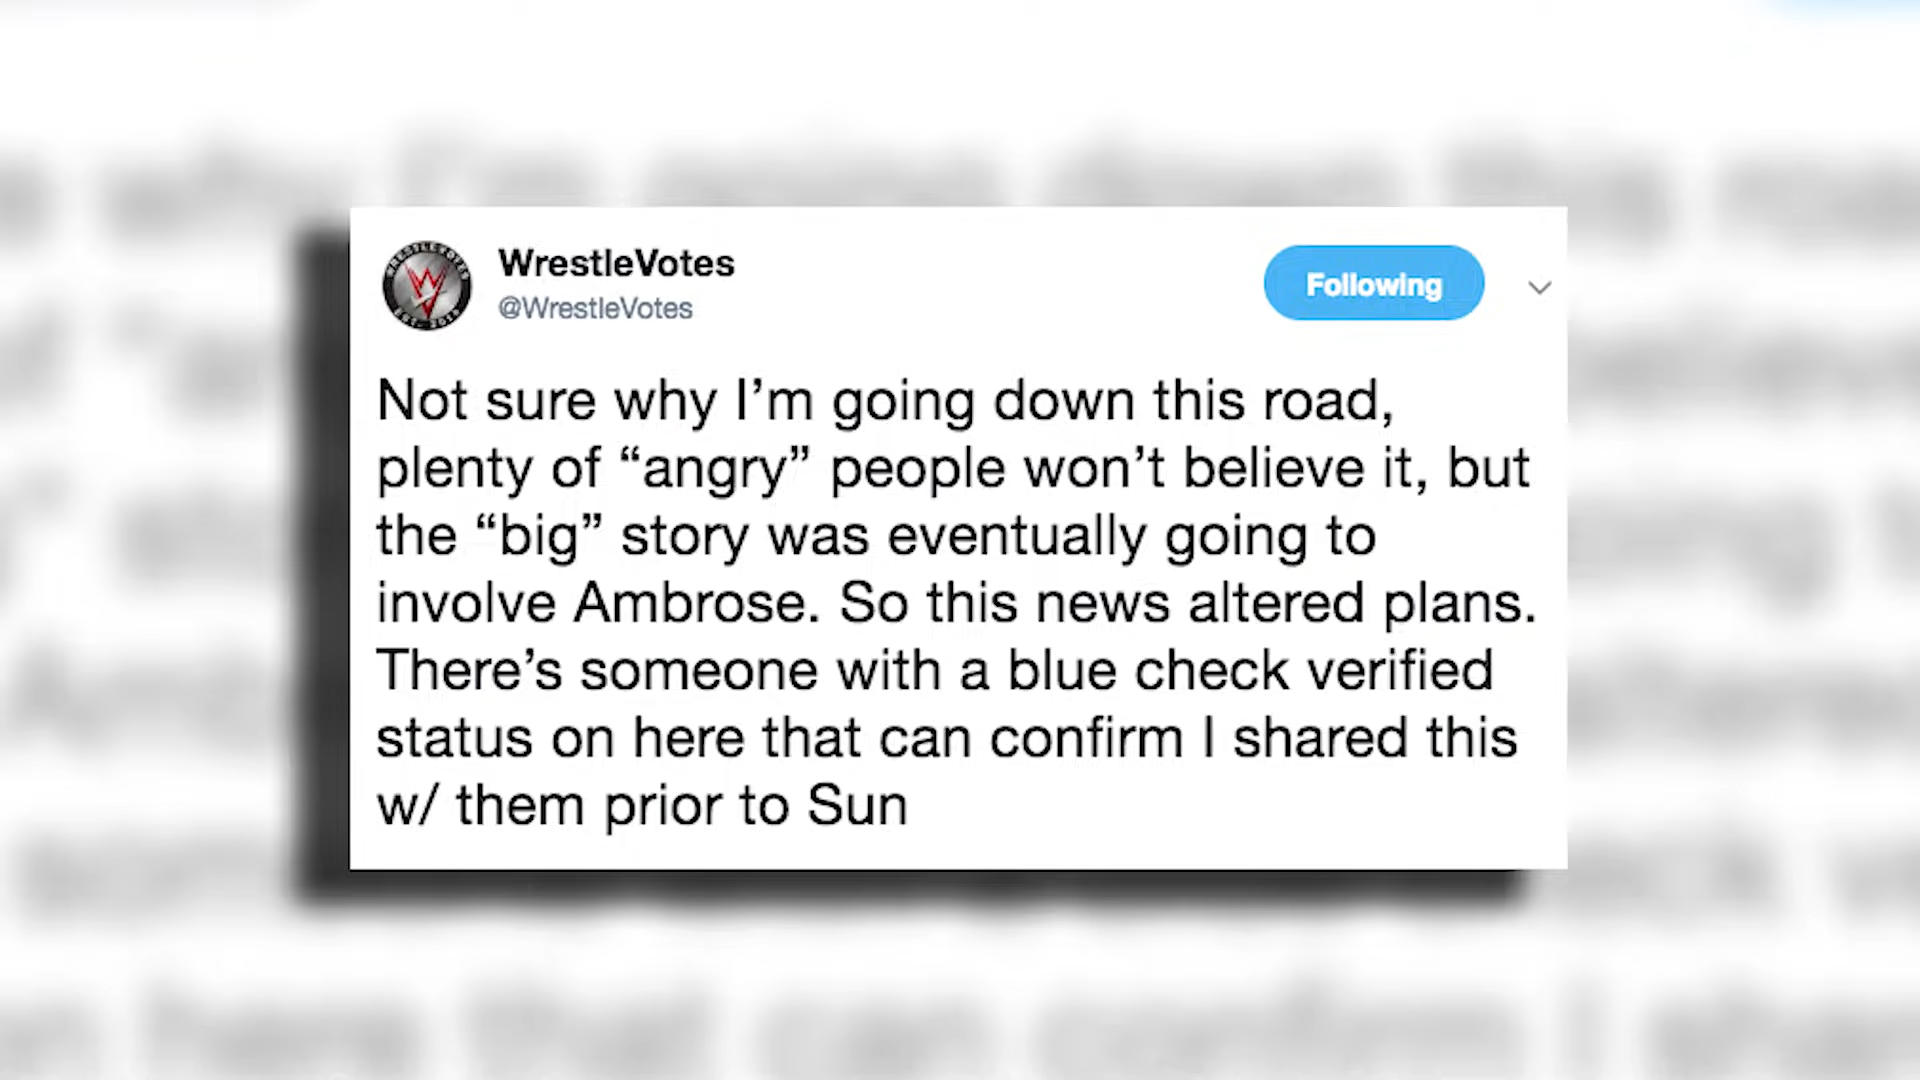 WrestleVotes
@WrestleVotes
Following
Not sure why I’m going down this road,
plenty of “angry” people won’t believe it, but
the “big” story was eventually going to
involve Ambrose. So this news altered plans.
There’s someone with a blue check verified
status on here that can confirm I shared this
w/ them prior to Sun